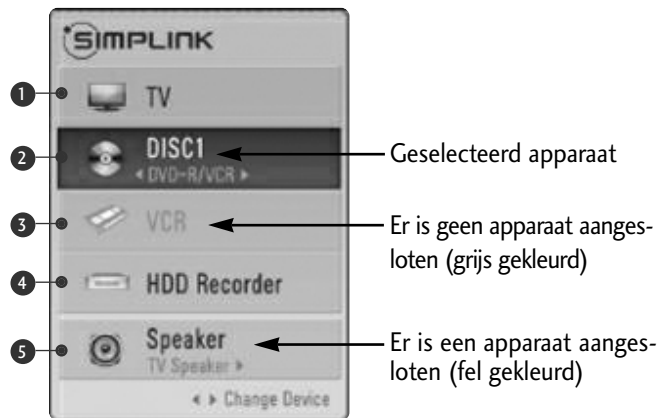 SIMPLINK
1 TV
2 DISC1
◀ DVD-R/VCR ▶
Geselecteerd apparaat
3 VCR
Er is geen apparaat aanges-
loten (grijs gekleurd)
4 HDD Recorder
5 Speaker
TV Speaker ▶
Er is een apparaat aanges-
loten (fel gekleurd)
◀ ▶ Change Device